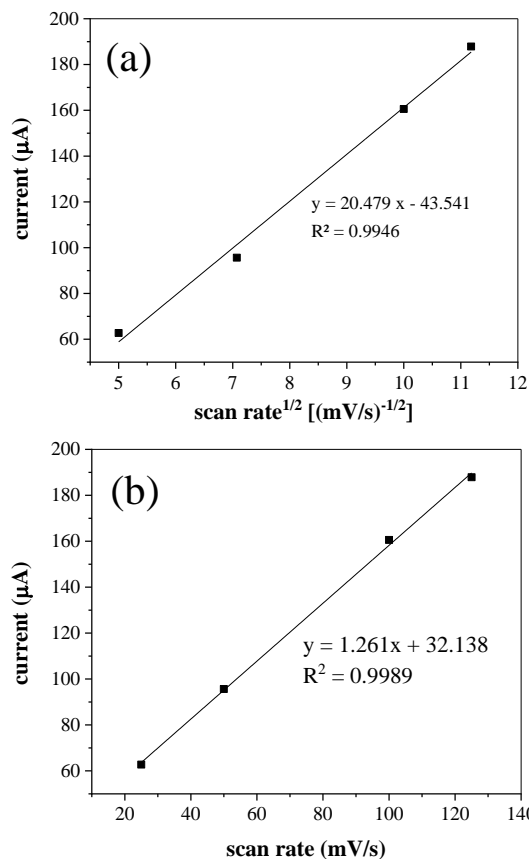 (a)
200
180
160
140
120
100
80
60
current (μA)
y = 20.479 x - 43.541
R² = 0.9946
5 6 7 8 9 10 11 12
scan rate^1/2 [(mV/s)^-1/2]
(b)
200
180
160
140
120
100
80
60
current (μA)
y = 1.261x + 32.138
R² = 0.9989
20 40 60 80 100 120 140
scan rate (mV/s)